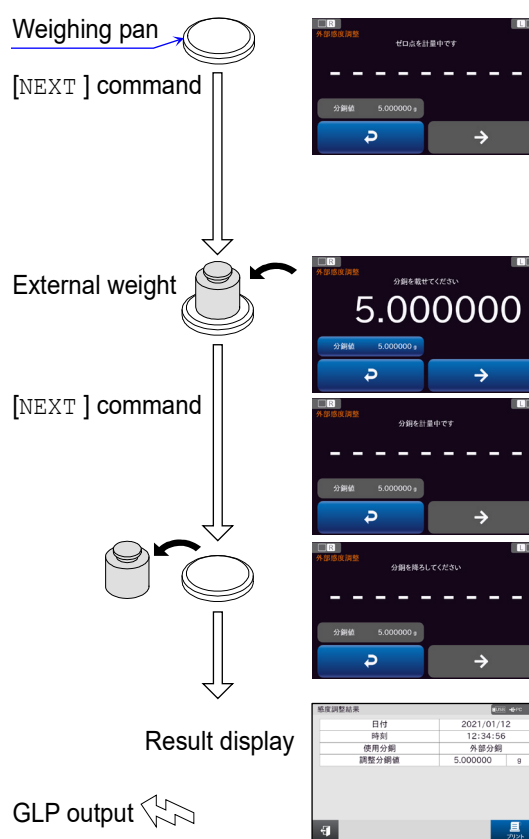 Weighing pan
[NEXT ] command
R
L
外部感度調整
ゼロ点を計量中です
- - - - - - - - -
分銅値 5.000000 g
External weight
R
L
外部感度調整
分銅を載せてください
5.000000
分銅値 5.000000 g
[NEXT ] command
R
L
外部感度調整
分銅を計量中です
- - - - - - - - -
分銅値 5.000000 g
R
L
外部感度調整
分銅を降ろしてください
- - - - - - - - -
分銅値 5.000000 g
Result display
感度調整結果
USB PC
日付 2021/01/12
時刻 12:34:56
使用分銅 外部分銅
調整分銅値 5.000000 g
プリント
GLP output